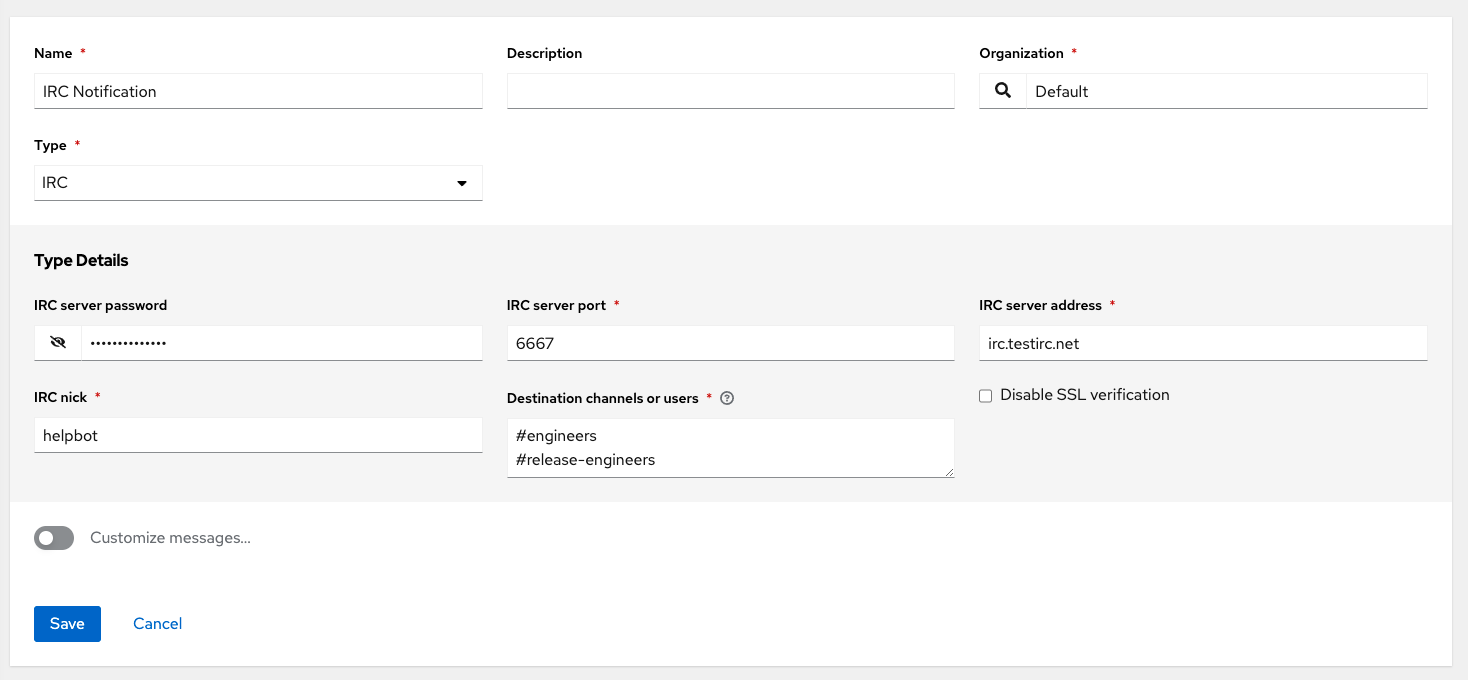 Name *
Description
Organization *
IRC Notification
Default
Type *
IRC
Type Details
IRC server password
IRC server port *
IRC server address *
••••••••••••••
6667
irc.testirc.net
IRC nick *
Destination channels or users * ?
Disable SSL verification
helpbot
#engineers
#release-engineers
Customize messages...
Save
Cancel